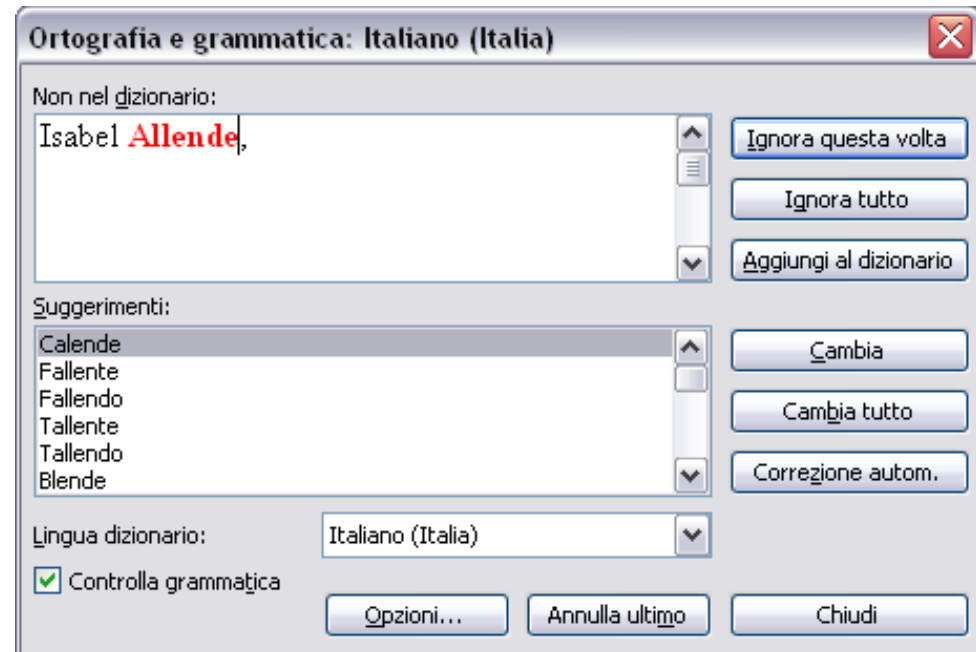 Ortografia e grammatica: Italiano (Italia)
Non nel dizionario:
Isabel Allende,
Ignora questa volta
Ignora tutto
Aggiungi al dizionario
Suggerimenti:
Calende
Fallente
Fallendo
Tallente
Tallendo
Blende
Cambia
Cambia tutto
Correzione autom.
Lingua dizionario:
Italiano (Italia)
Controlla grammatica
Opzioni...
Annulla ultimo
Chiudi